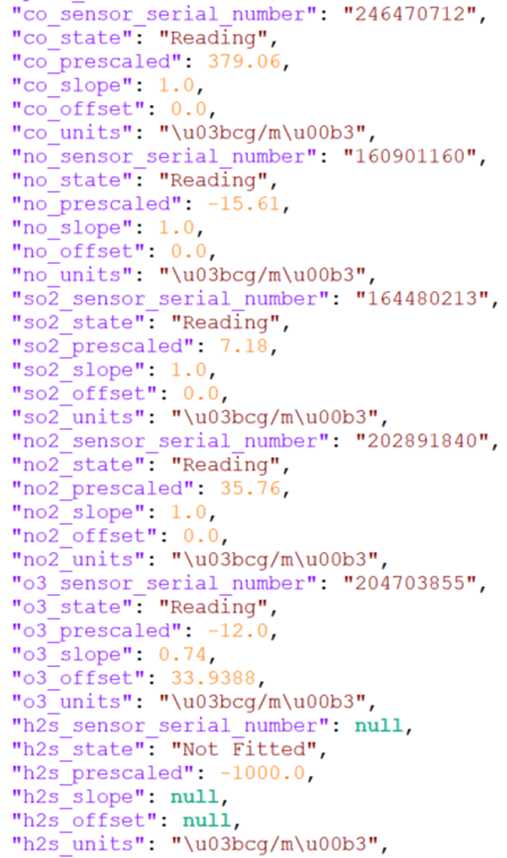 "co_sensor_serial_number": "246470712",
"co_state": "Reading",
"co_prescaled": 379.06,
"co_slope": 1.0,
"co_offset": 0.0,
"co_units": "\u03bcg/m\u00b3",
"no_sensor_serial_number": "160901160",
"no_state": "Reading",
"no_prescaled": -15.61,
"no_slope": 1.0,
"no_offset": 0.0,
"no_units": "\u03bcg/m\u00b3",
"so2_sensor_serial_number": "164480213",
"so2_state": "Reading",
"so2_prescaled": 7.18,
"so2_slope": 1.0,
"so2_offset": 0.0,
"so2_units": "\u03bcg/m\u00b3",
"no2_sensor_serial_number": "202891840",
"no2_state": "Reading",
"no2_prescaled": 35.76,
"no2_slope": 1.0,
"no2_offset": 0.0,
"no2_units": "\u03bcg/m\u00b3",
"o3_sensor_serial_number": "204703855",
"o3_state": "Reading",
"o3_prescaled": -12.0,
"o3_slope": 0.74,
"o3_offset": 33.9388,
"o3_units": "\u03bcg/m\u00b3",
"h2s_sensor_serial_number": null,
"h2s_state": "Not Fitted",
"h2s_prescaled": -1000.0,
"h2s_slope": null,
"h2s_offset": null,
"h2s_units": "\u03bcg/m\u00b3",